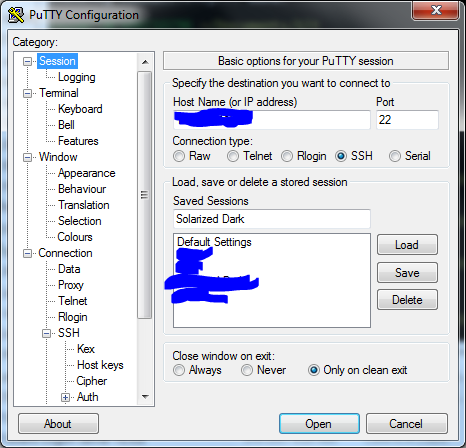 PuTTY Configuration
Category:
Session
Logging
Terminal
Keyboard
Bell
Features
Window
Appearance
Behaviour
Translation
Selection
Colours
Connection
Data
Proxy
Telnet
Rlogin
SSH
Kex
Host keys
Cipher
Auth
Basic options for your PuTTY session
Specify the destination you want to connect to
Host Name (or IP address) Port
22
Connection type:
Raw Telnet Rlogin SSH Serial
Load, save or delete a stored session
Saved Sessions
Solarized Dark
Default Settings
Load
Save
Delete
Close window on exit:
Always Never Only on clean exit
About Open Cancel